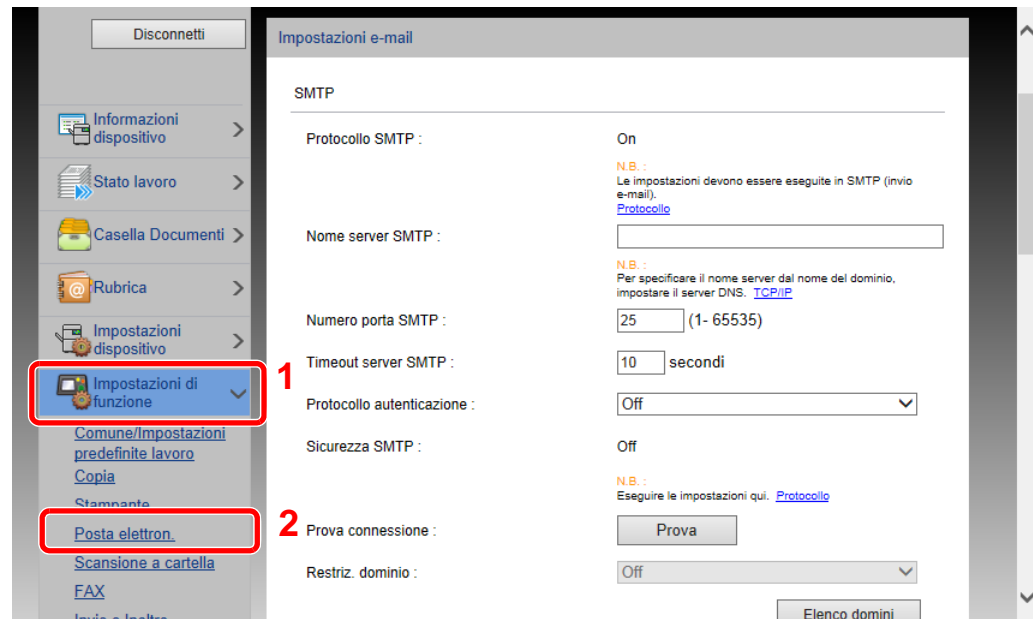 Disconnetti
Informazioni
dispositivo
Stato lavoro
Casella Documenti
Rubrica
Impostazioni
dispositivo
Impostazioni di
funzione
1
Comune/Impostazioni
predefinite lavoro
Copia
Stampante
Posta elettron.
2
Scansione a cartella
FAX
Invio e Inoltro
Impostazioni e-mail
SMTP
Protocollo SMTP :
On
N.B. :
Le impostazioni devono essere eseguite in SMTP (invio
e-mail).
Protocollo
Nome server SMTP :
N.B. :
Per specificare il nome server dal nome del dominio,
impostare il server DNS. TCP/IP
Numero porta SMTP :
25 (1- 65535)
Timeout server SMTP :
10 secondi
Protocollo autenticazione :
Off
Sicurezza SMTP :
Off
N.B. :
Eseguire le impostazioni qui. Protocollo
Prova connessione :
Prova
Restriz. dominio :
Off
Elenco domini